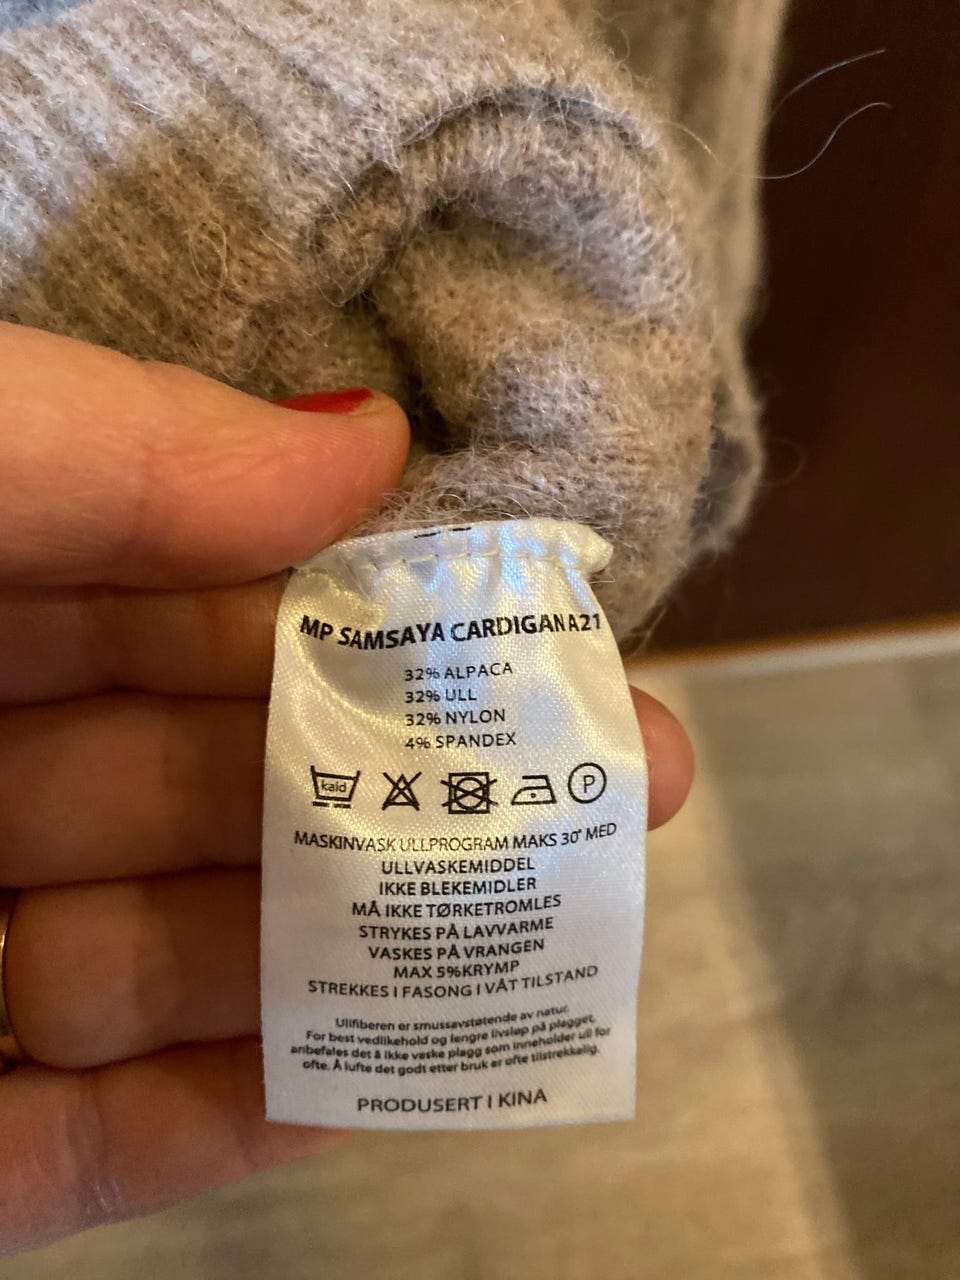 MP SAMSAYA CARDIGAN A21
32% ALPACA
32% ULL
32% NYLON
4% SPANDEX
kald P
MASKINVASK ULLPROGRAM MAKS 30° MED
ULLVASKEMIDDEL
IKKE BLEKEMIDLER
MÅ IKKE TØRKETROMLES
STRYKES PÅ LAVVARME
VASKES PÅ VRANGEN
MAX 5%KRYMP
STREKKES I FASONG I VÅT TILSTAND
Ullfiberen er smussavstøtende av natur.
For best vedlikehold og lengre livsløp på plagget,
anbefales det å ikke vaske plagg som inneholder ull for
ofte. Å lufte det godt etter bruk er ofte tilstrekkelig.
PRODUSERT I KINA